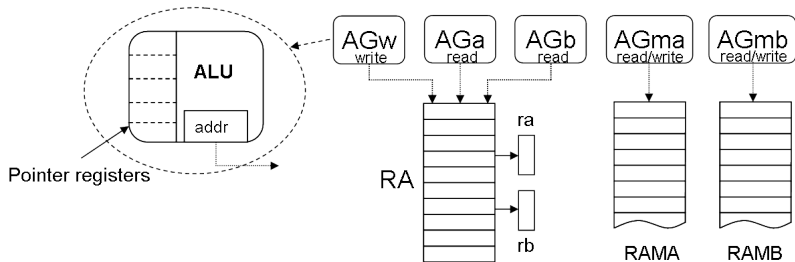 AGw
write
AGa
read
AGb
read
AGma
read/write
AGmb
read/write
ALU
addr
Pointer registers
RA
ra
rb
RAMA
RAMB